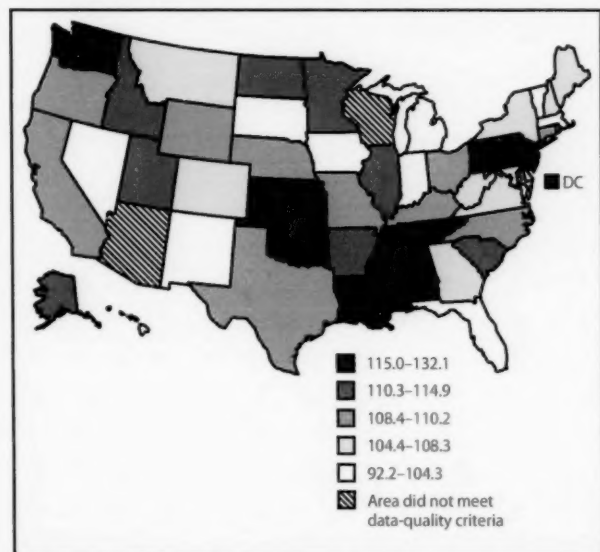 DC
115.0–132.1
110.3–114.9
108.4–110.2
104.4–108.3
92.2–104.3
Area did not meet
data-quality criteria